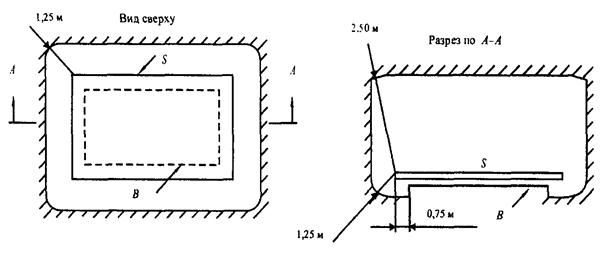 1,25 м
Вид сверху
S
A
A
B
2,50 м
Разрез по А–А
S
B
0,75 м
1,25 м